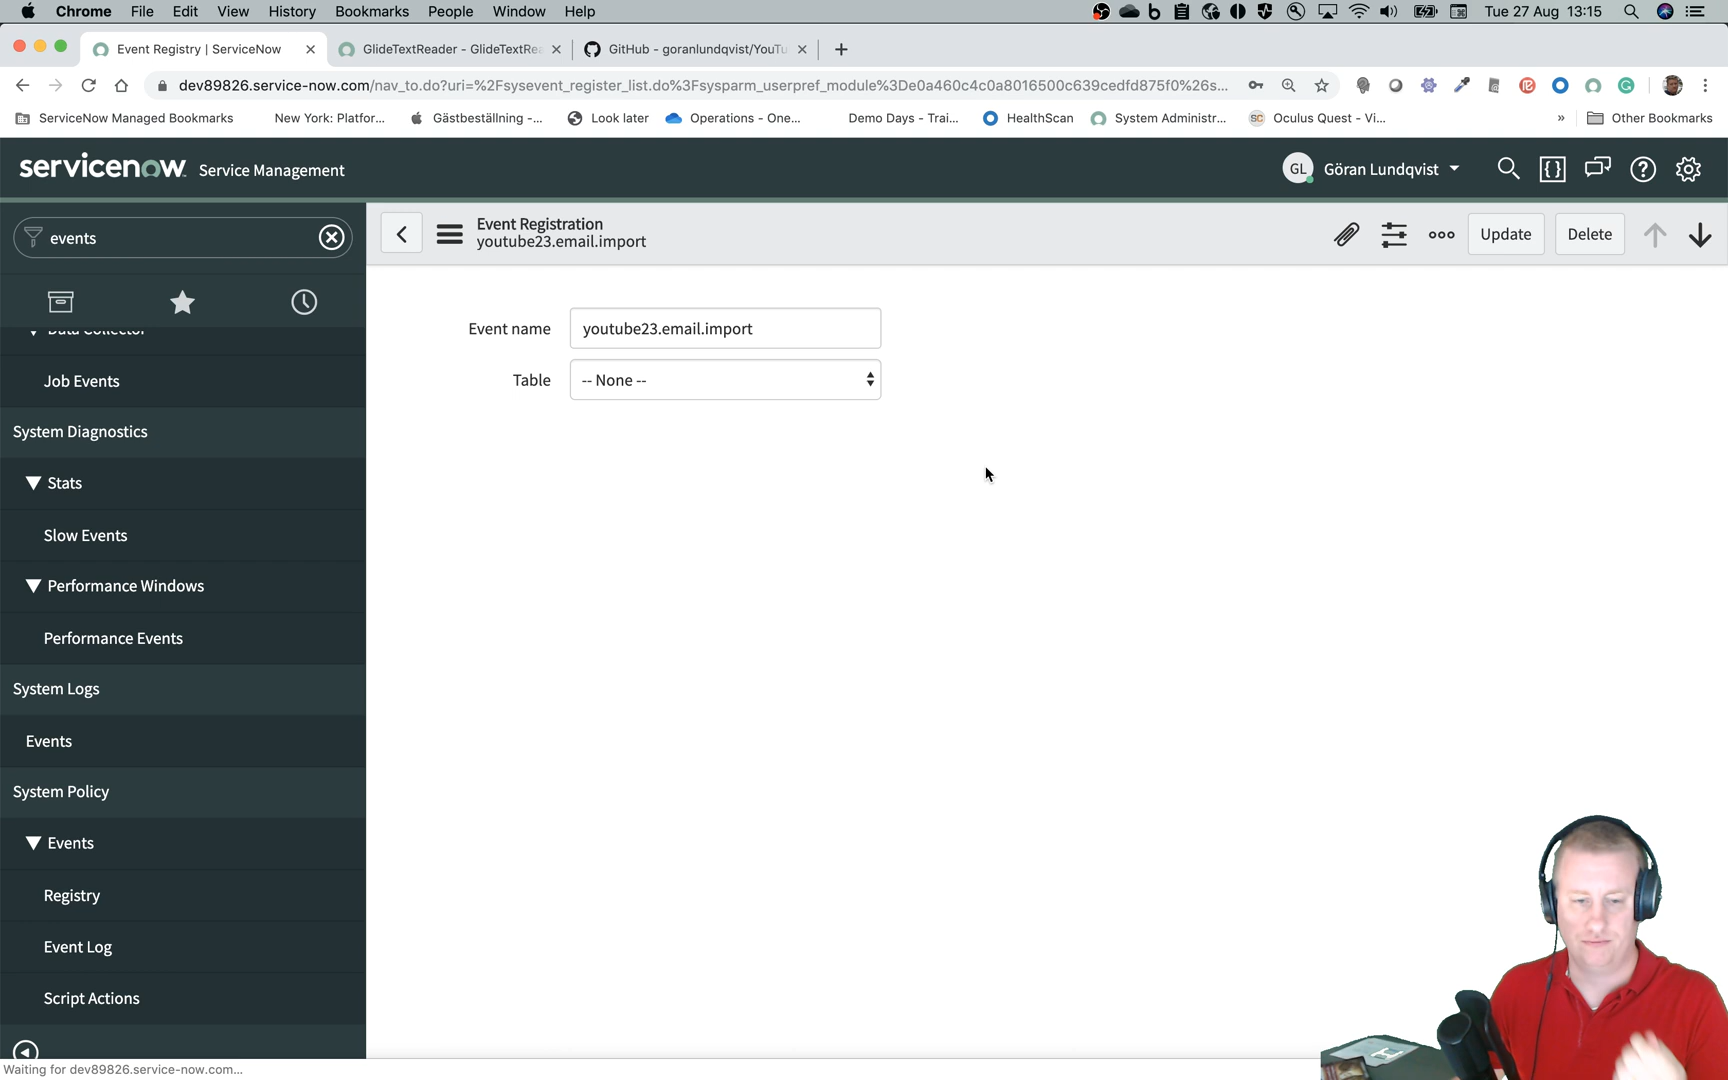 Chrome File Edit View History Bookmarks People Window Help Tue 27 Aug 13:15
Event Registry | ServiceNow
GlideTextReader - GlideTextRea
GitHub - goranlundqvist/YouTu
dev89826.service-now.com/nav_to.do?uri=%2Fsysevent_register_list.do%3Fsysparm_userpref_module%3De0a460c4c0a8016500c639cedfd875f0%26s...
ServiceNow Managed Bookmarks
New York: Platfor...
Gästbeställning -...
Look later
Operations - One...
Demo Days - Trai...
HealthScan
System Administr...
SC Oculus Quest - Vi...
»
Other Bookmarks
servicenow Service Management
GL Göran Lundqvist
events
Event Registration
youtube23.email.import
Update
Delete
Data Collector
Event name youtube23.email.import
Table -- None --
Job Events
System Diagnostics
Stats
Slow Events
Performance Windows
Performance Events
System Logs
Events
System Policy
Events
Registry
Event Log
Script Actions
Waiting for dev89826.service-now.com...